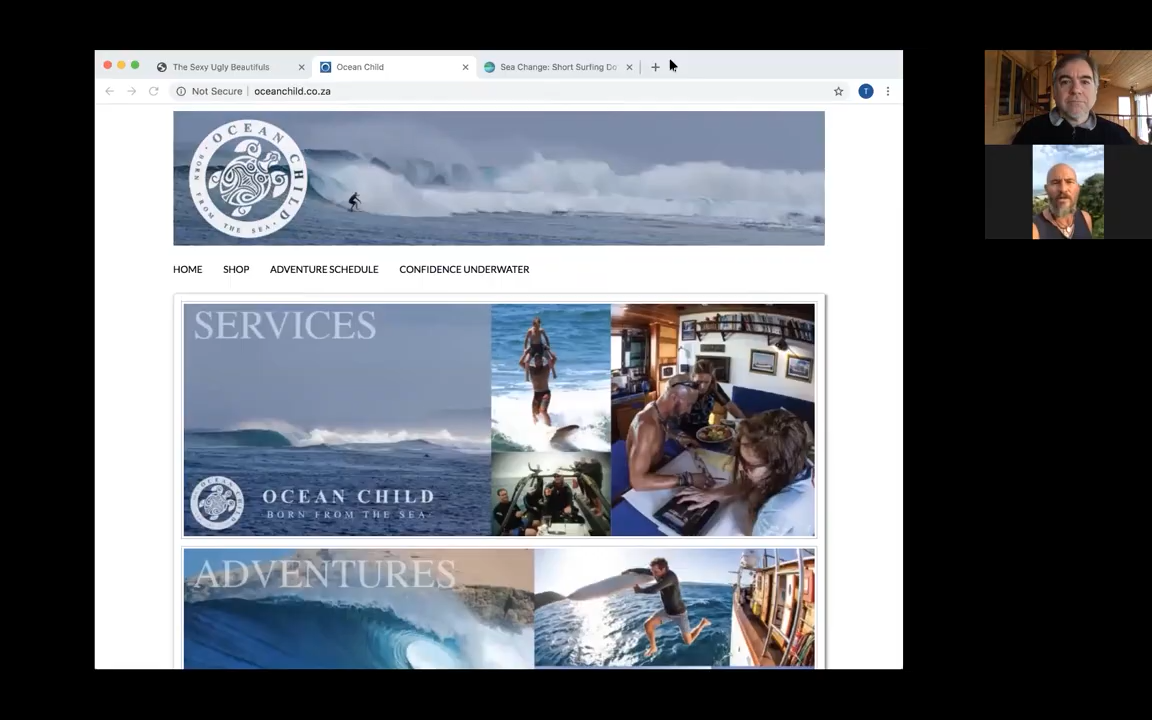 The Sexy Ugly Beautifuls
Ocean Child
Sea Change: Short Surfing Do
Not Secure
oceanchild.co.za
T
OCEAN CHILD
BORN FROM THE SEA
HOME
SHOP
ADVENTURE SCHEDULE
CONFIDENCE UNDERWATER
SERVICES
OCEAN CHILD
BORN FROM THE SEA
ADVENTURES